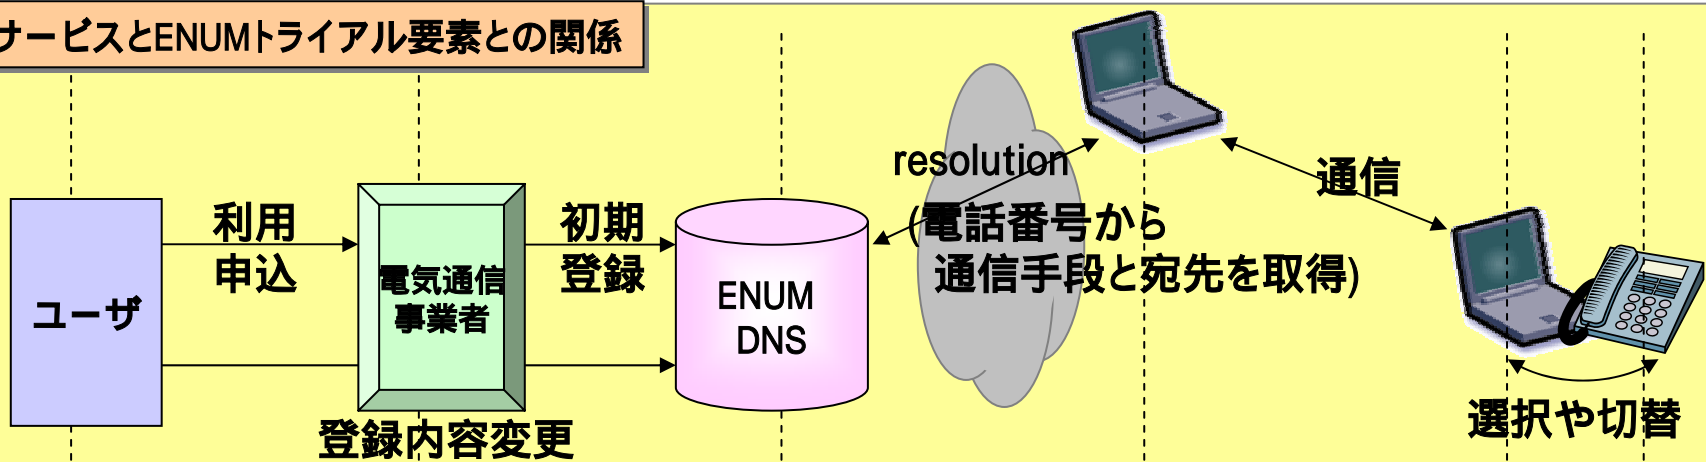 サービスとENUMトライアル要素との関係
resolution
(電話番号から
通信手段と宛先を取得)
通信
利用
申込
初期
登録
ユーザ
電気通信
事業者
ENUM
DNS
登録内容変更
選択や切替